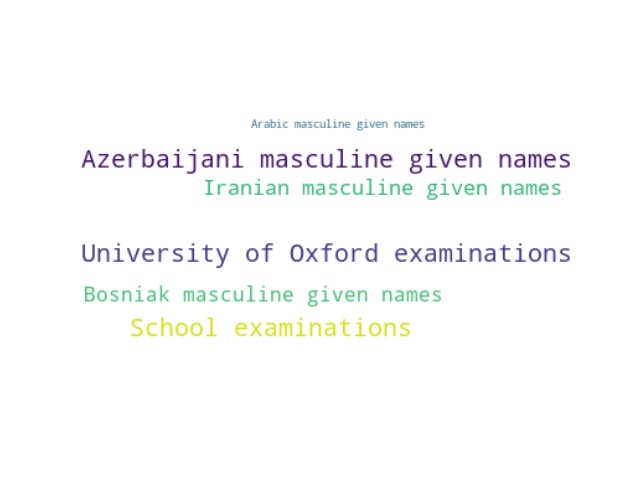 Arabic masculine given names
Azerbaijani masculine given names
Iranian masculine given names
University of Oxford examinations
Bosniak masculine given names
School examinations